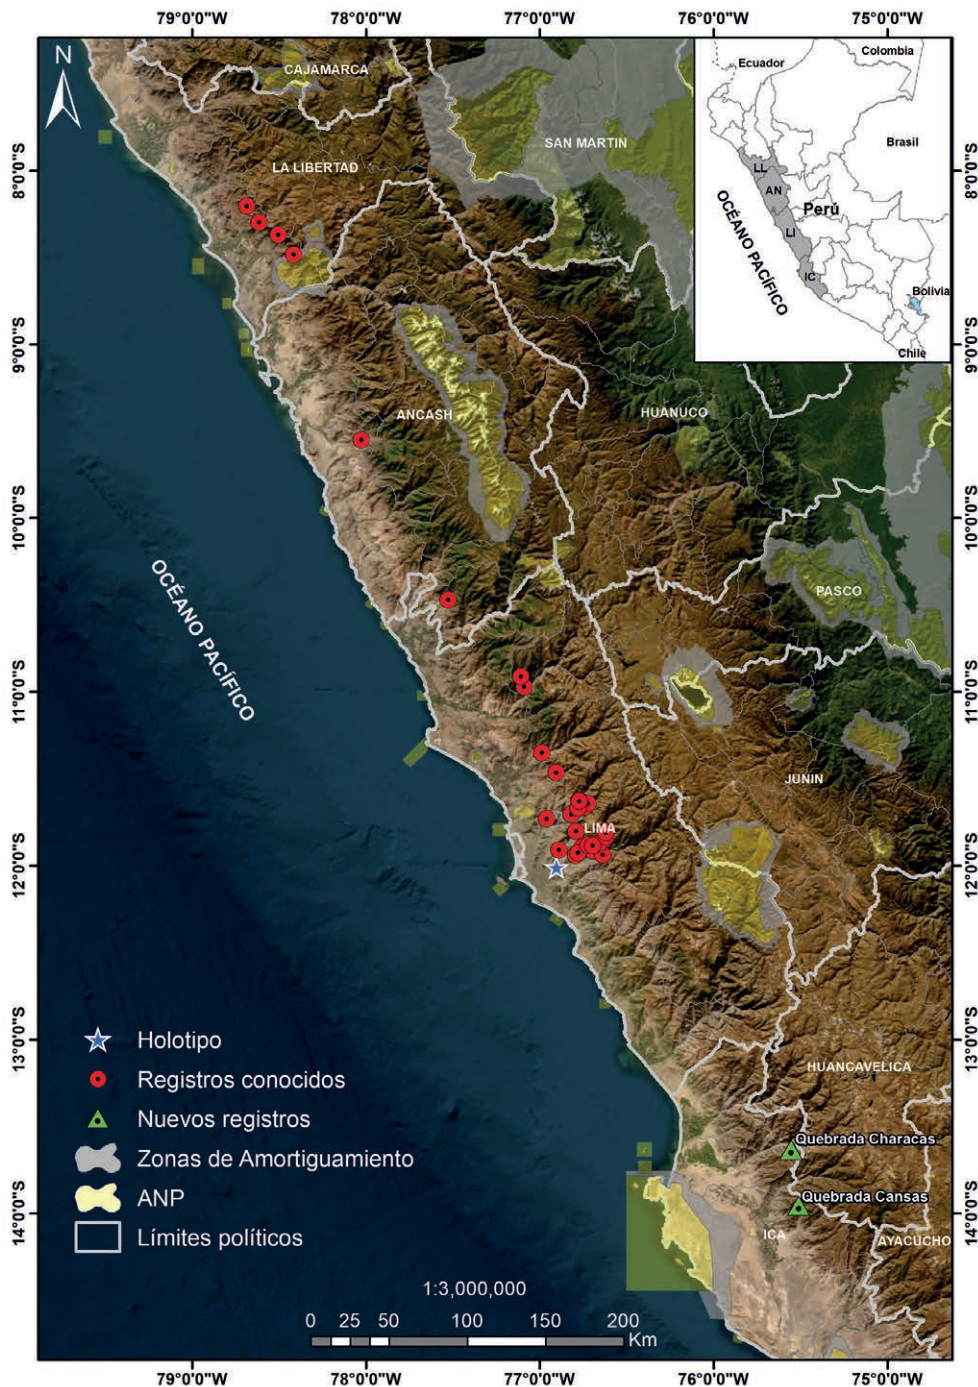 79°0'0"W 78°0'0"W 77°0'0"W 76°0'0"W 75°0'0"W
N
CAJAMARCA
SAN MARTIN
LA LIBERTAD
Ecuador
Colombia
Brasil
LL
AN
Perú
LI
IC
OCÉANO PACÍFICO
Bolivia
Chile
8°0'0"S
8°0'0"S
9°0'0"S
9°0'0"S
ANCASH
HUANUCO
10°0'0"S
10°0'0"S
OCÉANO PACÍFICO
PASCO
11°0'0"S
11°0'0"S
JUNIN
LIMA
12°0'0"S
12°0'0"S
13°0'0"S
13°0'0"S
HUANCAVELICA
Quebrada Characas
Quebrada Cansas
14°0'0"S
14°0'0"S
ICA
AYACUCHO
Holotipo
Registros conocidos
Nuevos registros
Zonas de Amortiguamiento
ANP
Límites políticos
1:3,000,000
0 25 50 100 150 200
Km
79°0'0"W 78°0'0"W 77°0'0"W 76°0'0"W 75°0'0"W